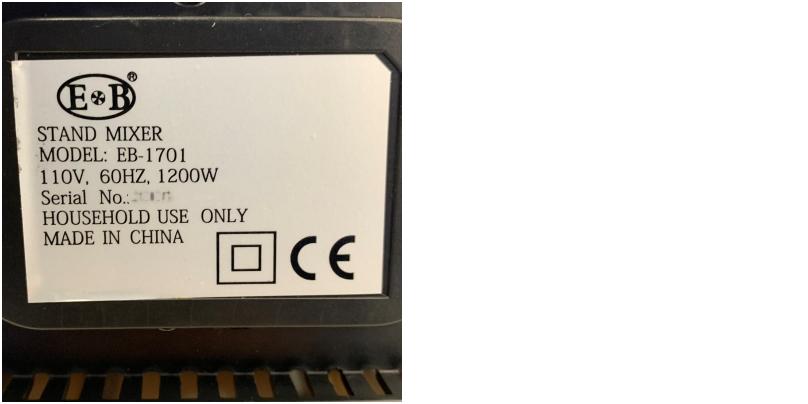 E B ®
STAND MIXER
MODEL: EB-1701
110V, 60HZ, 1200W
Serial No.:
HOUSEHOLD USE ONLY
MADE IN CHINA
CE